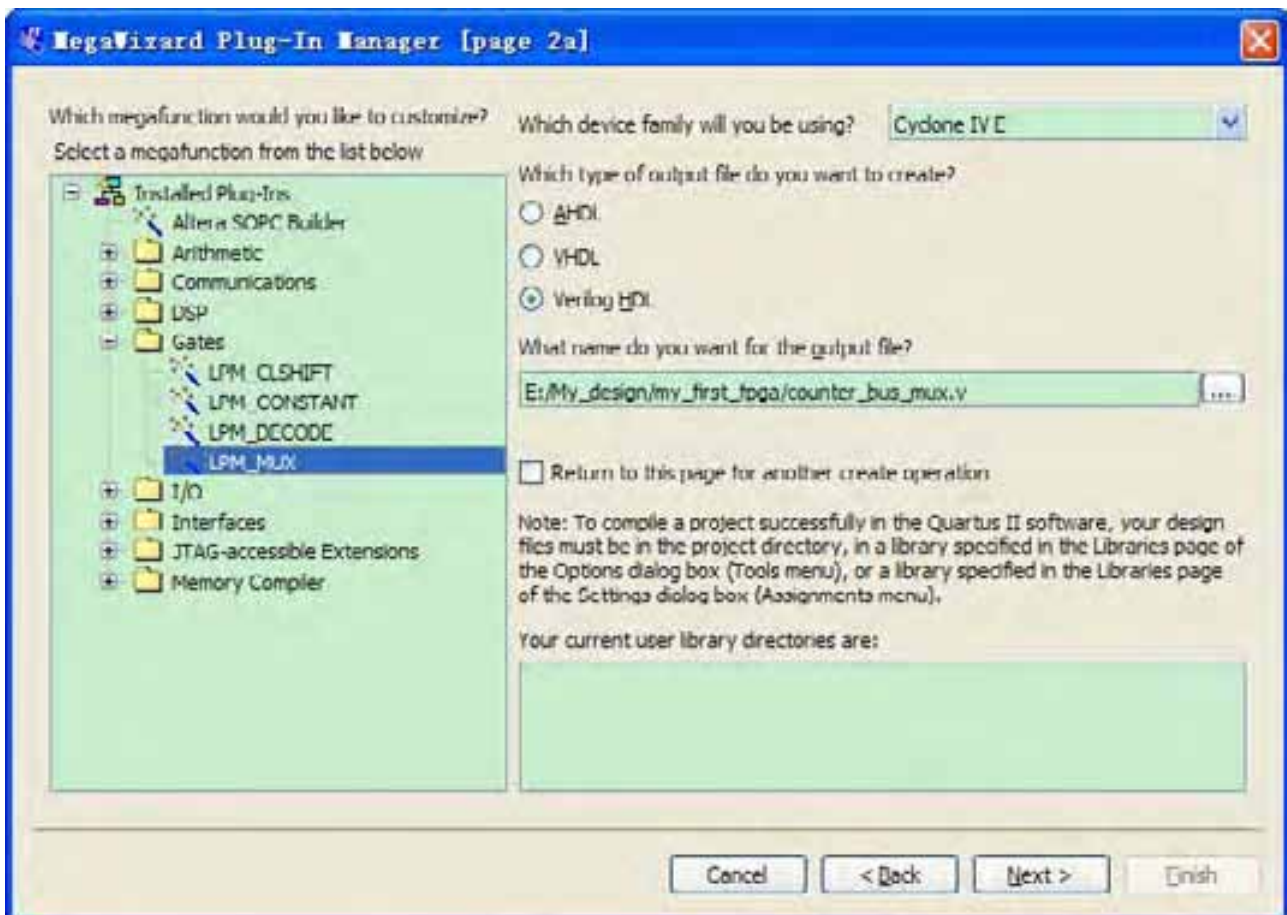 MegaWizard Plug-In Manager [page 2a]
Which megafunction would you like to customize?
Select a megafunction from the list below
Installed Plug-Ins
Altera SOPC Builder
Arithmetic
Communications
DSP
Gates
LPM_CLSHIFT
LPM_CONSTANT
LPM_DECODE
LPM_MUX
I/O
Interfaces
JTAG-accessible Extensions
Memory Compiler
Which device family will you be using?
Cyclone IV E
Which type of output file do you want to create?
AHDL
VHDL
Verilog HDL
What name do you want for the output file?
E:/My_design/my_first_fpga/counter_bus_mux.v
...
Return to this page for another create operation
Note: To compile a project successfully in the Quartus II software, your design
files must be in the project directory, in a library specified in the Libraries page of
the Options dialog box (Tools menu), or a library specified in the Libraries page
of the Settings dialog box (Assignments menu).
Your current user library directories are:
Cancel
< Back
Next >
Finish